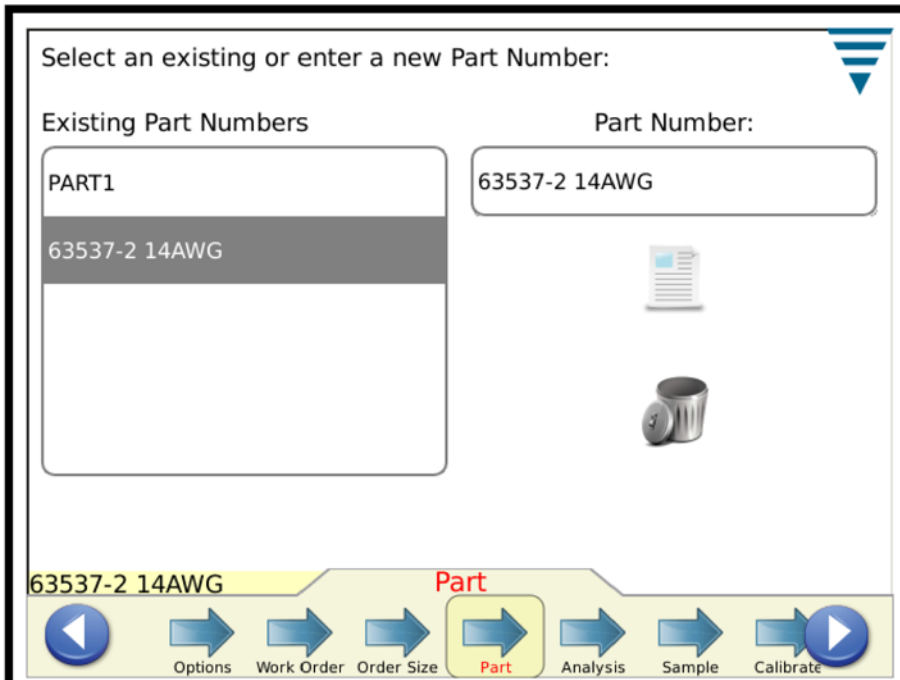 Select an existing or enter a new Part Number:
Existing Part Numbers
Part Number:
PART1
63537-2 14AWG
63537-2 14AWG
63537-2 14AWG
Part
Options
Work Order
Order Size
Part
Analysis
Sample
Calibrate